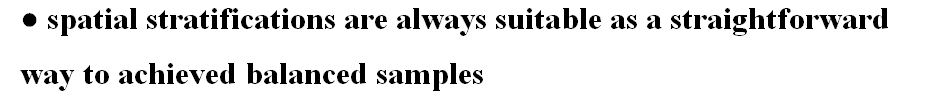 ● spatial stratifications are always suitable as a straightforward
way to achieved balanced samples